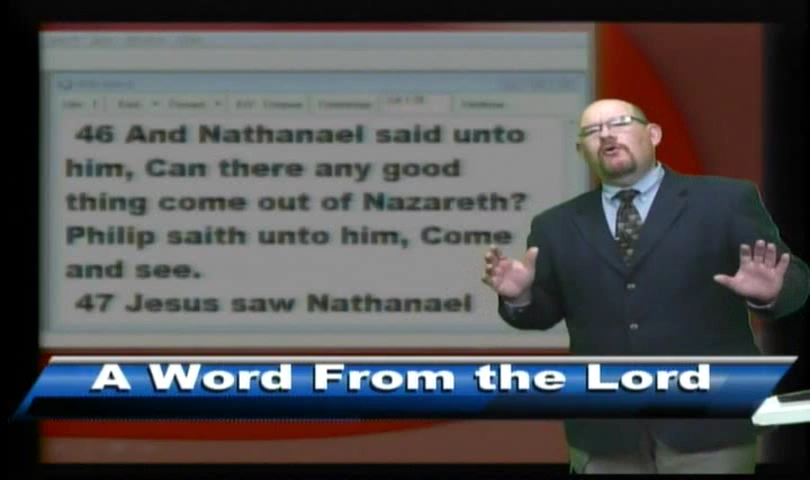 46 And Nathanael said unto
him, Can there any good
thing come out of Nazareth?
Philip saith unto him, Come
and see.
47 Jesus saw Nathanael
A Word From the Lord